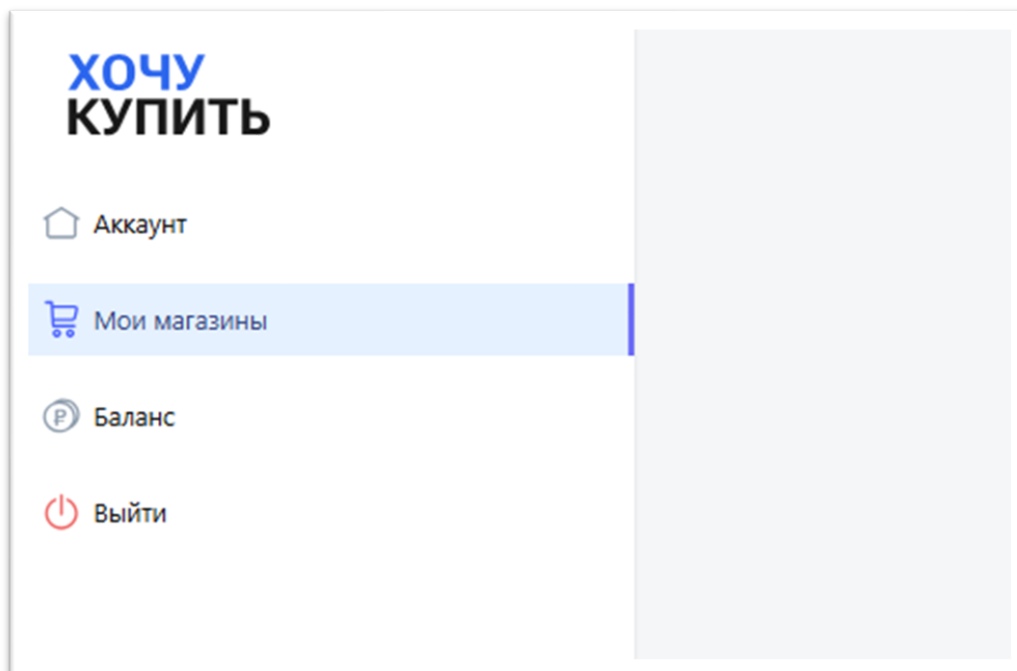 ХОЧУ
КУПИТЬ
Аккаунт
Мои магазины
Баланс
Выйти